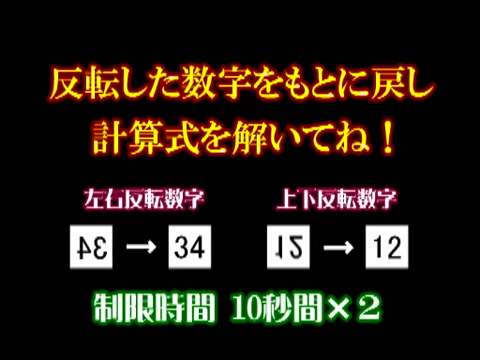 反転した数字をもとに戻し
計算式を解いてね！
左右反転数字 上下反転数字
34 → 34 12 → 12
制限時間 10秒間×2